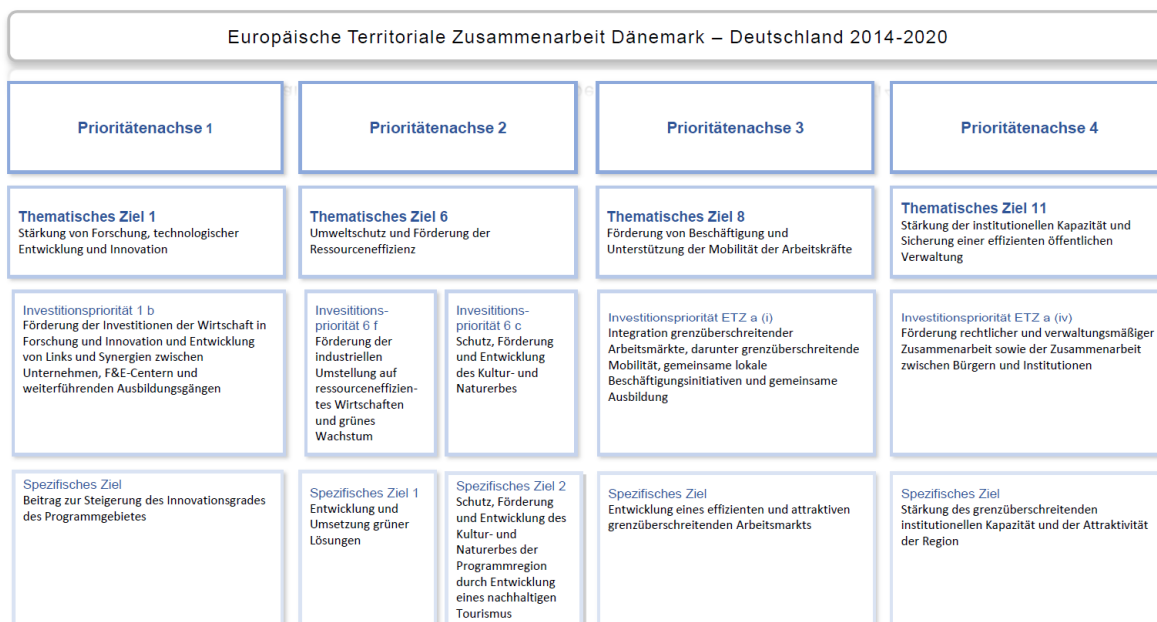 Europäische Territoriale Zusammenarbeit Dänemark – Deutschland 2014-2020
Prioritätenachse 1
Prioritätenachse 2
Prioritätenachse 3
Prioritätenachse 4
Thematisches Ziel 1
Stärkung von Forschung, technologischer
Entwicklung und Innovation
Thematisches Ziel 6
Umweltschutz und Förderung der
Ressourceneffizienz
Thematisches Ziel 8
Förderung von Beschäftigung und
Unterstützung der Mobilität der Arbeitskräfte
Thematisches Ziel 11
Stärkung der institutionellen Kapazität und
Sicherung einer effizienten öffentlichen
Verwaltung
Investitionspriorität 1 b
Förderung der Investitionen der Wirtschaft in
Forschung und Innovation und Entwicklung
von Links und Synergien zwischen
Unternehmen, F&E-Centern und
weiterführenden Ausbildungsgängen
Invesititions-
priorität 6 f
Förderung der
industriellen
Umstellung auf
ressourceneffizien-
tes Wirtschaften
und grünes
Wachstum
Invesititions-
priorität 6 c
Schutz, Förderung
und Entwicklung
des Kultur- und
Naturerbes
Investitionspriorität ETZ a (i)
Integration grenzüberschreitender
Arbeitsmärkte, darunter grenzüberschreitende
Mobilität, gemeinsame lokale
Beschäftigungsinitiativen und gemeinsame
Ausbildung
Investitionspriorität ETZ a (iv)
Förderung rechtlicher und verwaltungsmäßiger
Zusammenarbeit sowie der Zusammenarbeit
zwischen Bürgern und Institutionen
Spezifisches Ziel
Beitrag zur Steigerung des Innovationsgrades
des Programmgebietes
Spezifisches Ziel 1
Entwicklung und
Umsetzung grüner
Lösungen
Spezifisches Ziel 2
Schutz, Förderung
und Entwicklung des
Kultur- und
Naturerbes der
Programmregion
durch Entwicklung
eines nachhaltigen
Tourismus
Spezifisches Ziel
Entwicklung eines effizienten und attraktiven
grenzüberschreitenden Arbeitsmarkts
Spezifisches Ziel
Stärkung des grenzüberschreitenden
institutionellen Kapazität und der Attraktivität
der Region